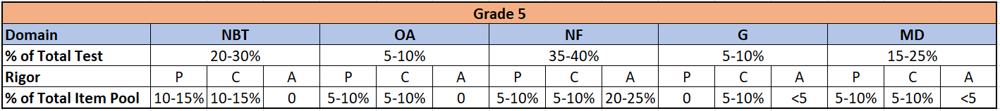 Grade 5
Domain NBT OA NF G MD
% of Total Test 20-30% 5-10% 35-40% 5-10% 15-25%
Rigor P C A P C A P C A P C A P C A
% of Total Item Pool 10-15% 10-15% 0 5-10% 5-10% 0 5-10% 5-10% 20-25% 0 5-10% <5 5-10% 5-10% <5